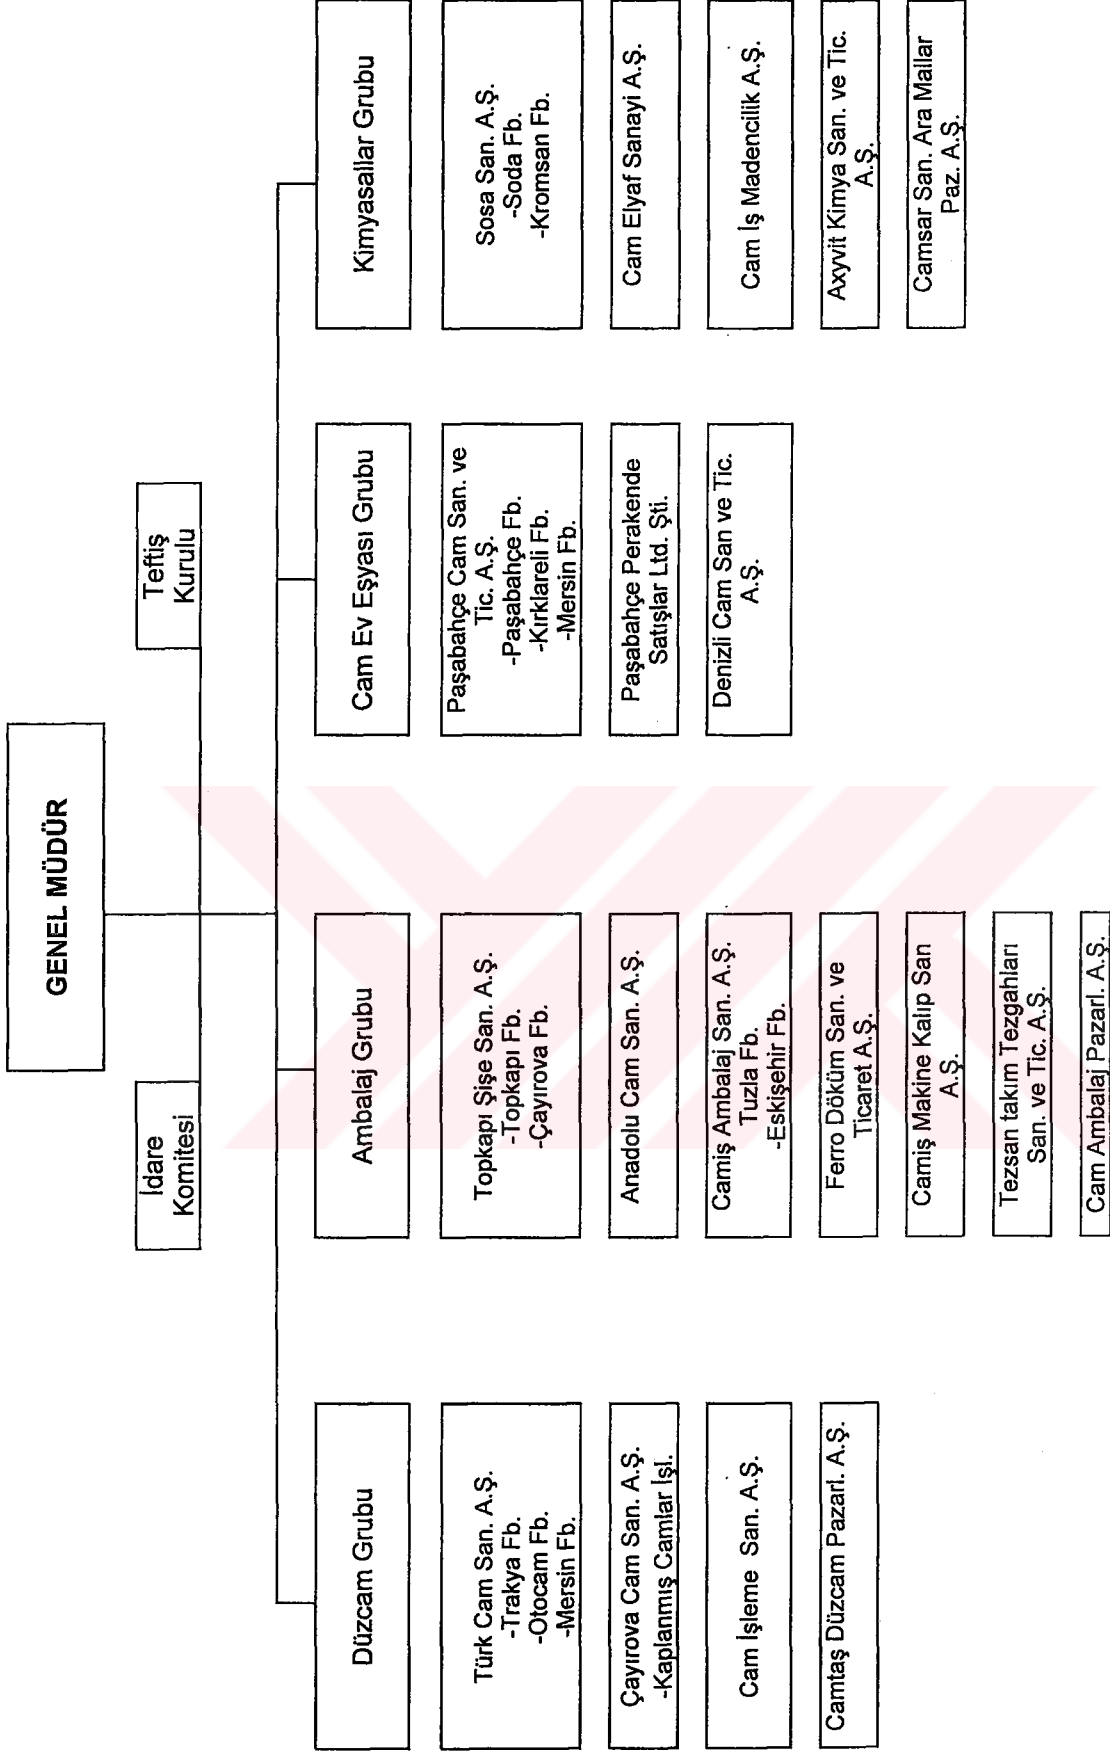 GENEL MÜDÜR
İdare
Komitesi
Teftiş
Kurulu
Düzcam Grubu
Türk Cam San. A.Ş.
-Trakya Fb.
-Otocam Fb.
-Mersin Fb.
Çayırova Cam San. A.Ş.
-Kaplanmış Camlar İşl.
Cam İşleme San. A.Ş.
Camtaş Düzcam Pazarl. A.Ş.
Ambalaj Grubu
Topkapı Şişe San. A.Ş.
-Topkapı Fb.
-Çayırova Fb.
Anadolu Cam San. A.Ş.
Camiş Ambalaj San. A.Ş.
Tuzla Fb.
-Eskişehir Fb.
Ferro Döküm San. ve
Ticaret A.Ş.
Camiş Makine Kalıp San
A.Ş.
Tezsan takım Tezgahları
San. ve Tic. A.Ş.
Cam Ambalaj Pazarl. A.Ş.
Cam Ev Eşyası Grubu
Paşabahçe Cam San. ve
Tic. A.Ş.
-Paşabahçe Fb.
-Kırklareli Fb.
-Mersin Fb.
Paşabahçe Perakende
Satışlar Ltd. Şti.
Denizli Cam San ve Tic.
A.Ş.
Kimyasallar Grubu
Sosa San. A.Ş.
-Soda Fb.
-Kromsan Fb.
Cam Elyaf Sanayi A.Ş.
Cam İş Madencilik A.Ş.
Axyvit Kimya San. ve Tic.
A.Ş.
Camsar San. Ara Mallar
Paz. A.Ş.